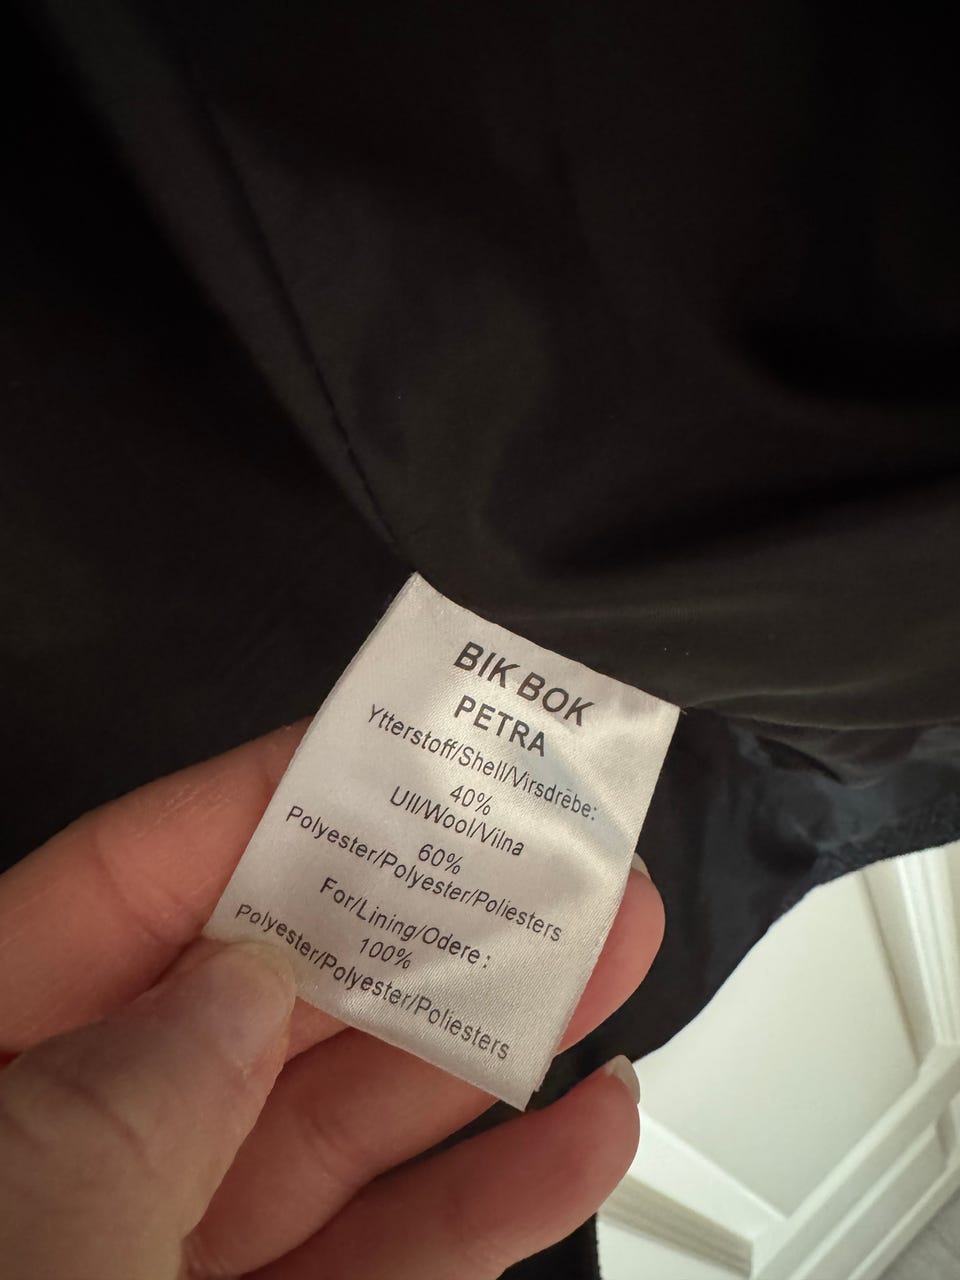 BIK BOK
PETRA
Ytterstoff/Shell/Virsdrēbe:
40%
Ull/Wool/Vilna
60%
Polyester/Polyester/Poliesters
For/Lining/Odere:
100%
Polyester/Polyester/Poliesters